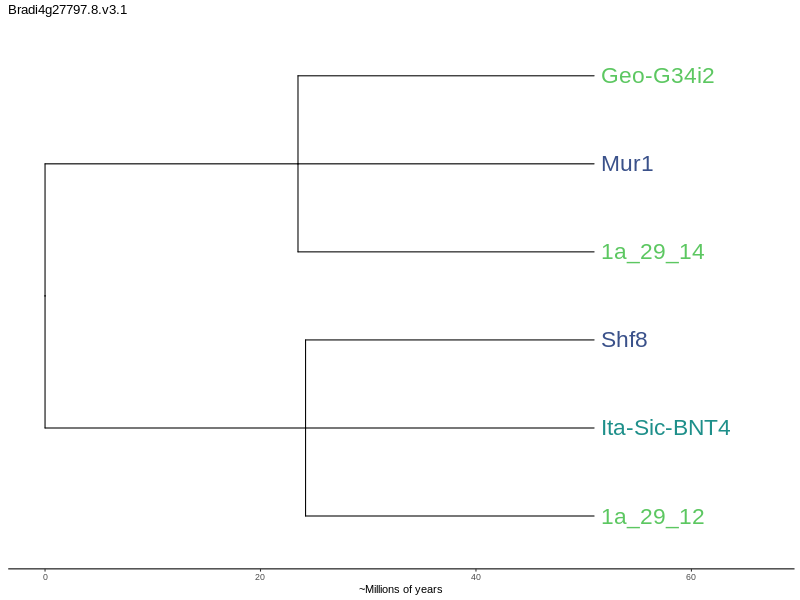 Bradi4g27797.8.v3.1
Geo-G34i2
Mur1
1a_29_14
Shf8
Ita-Sic-BNT4
1a_29_12
0 20 40 60
~Millions of years